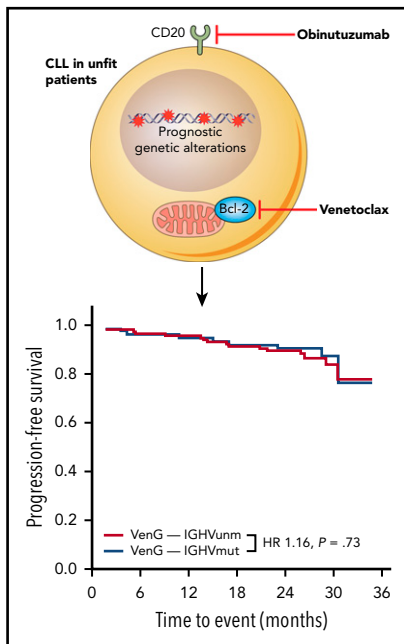 CD20
Obinutuzumab
CLL in unfit
patients
Prognostic
genetic alterations
Bcl-2
Venetoclax
Progression-free survival
1.0
0.8
0.6
0.4
0.2
0.0
VenG — IGHVunm
VenG — IGHVmut
HR 1.16, P = .73
0 6 12 18 24 30 36
Time to event (months)